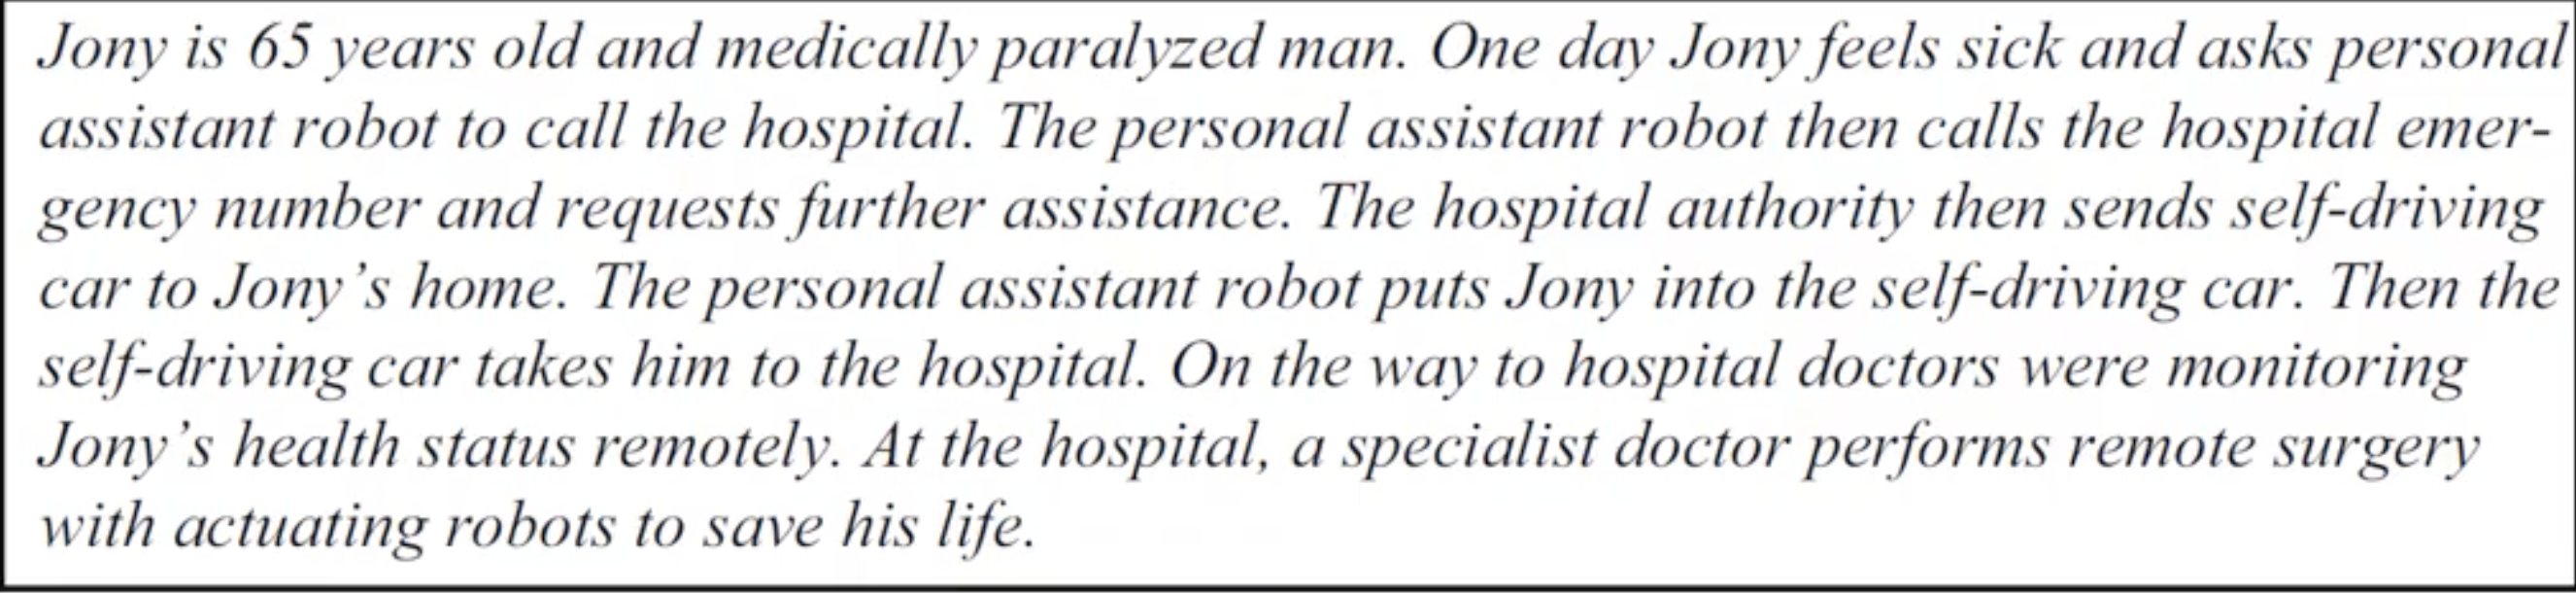 Jony is 65 years old and medically paralyzed man. One day Jony feels sick and asks personal
assistant robot to call the hospital. The personal assistant robot then calls the hospital emer-
gency number and requests further assistance. The hospital authority then sends self-driving
car to Jony's home. The personal assistant robot puts Jony into the self-driving car. Then the
self-driving car takes him to the hospital. On the way to hospital doctors were monitoring
Jony's health status remotely. At the hospital, a specialist doctor performs remote surgery
with actuating robots to save his life.